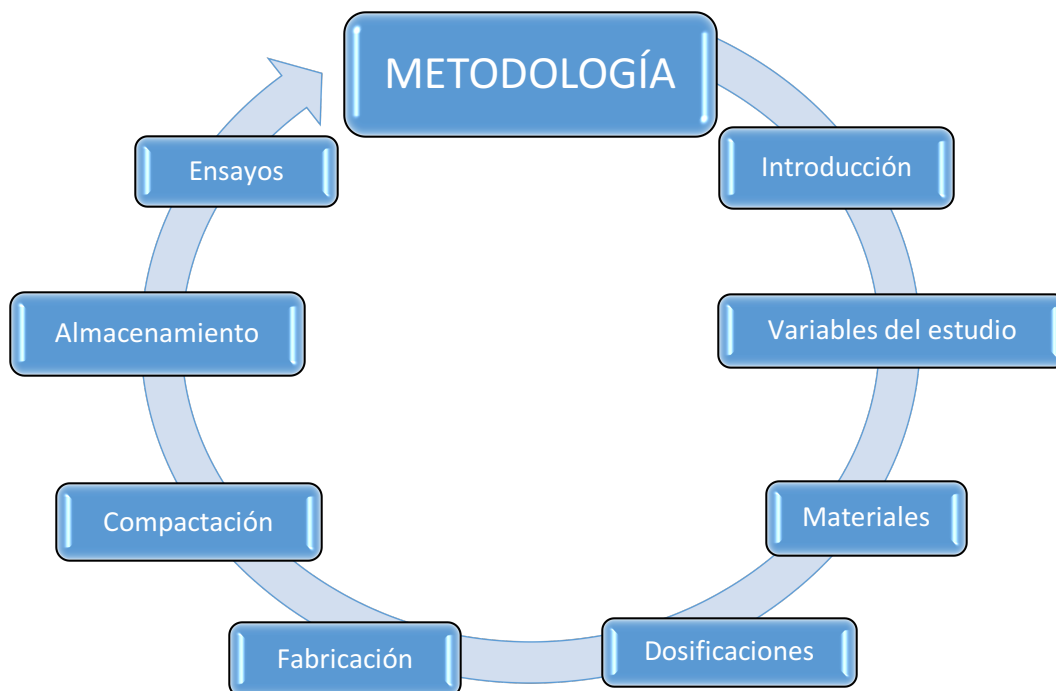 METODOLOGÍA
Introducción
Variables del estudio
Materiales
Dosificaciones
Fabricación
Compactación
Almacenamiento
Ensayos